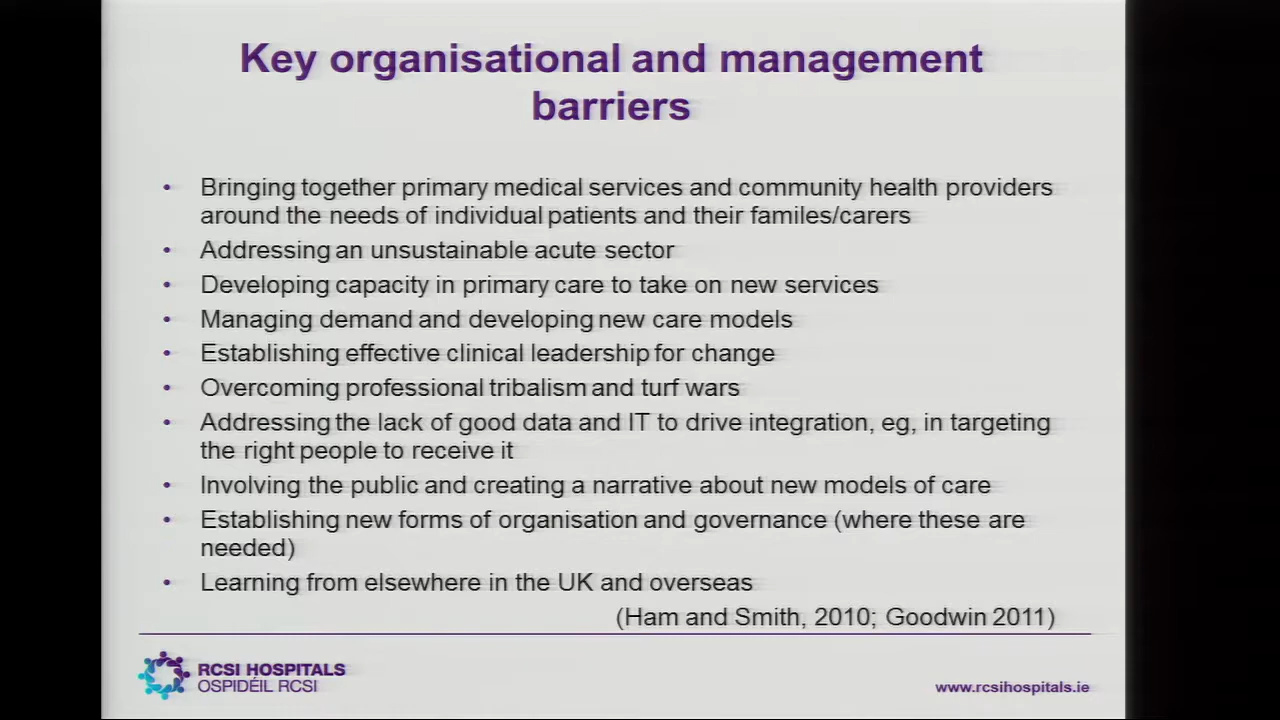 Key organisational and management
barriers
• Bringing together primary medical services and community health providers
around the needs of individual patients and their familes/carers
• Addressing an unsustainable acute sector
• Developing capacity in primary care to take on new services
• Managing demand and developing new care models
• Establishing effective clinical leadership for change
• Overcoming professional tribalism and turf wars
• Addressing the lack of good data and IT to drive integration, eg, in targeting
the right people to receive it
• Involving the public and creating a narrative about new models of care
• Establishing new forms of organisation and governance (where these are
needed)
• Learning from elsewhere in the UK and overseas
(Ham and Smith, 2010; Goodwin 2011)
RCSI HOSPITALS
OSPIDÉIL RCSI
www.rcsihospitals.ie